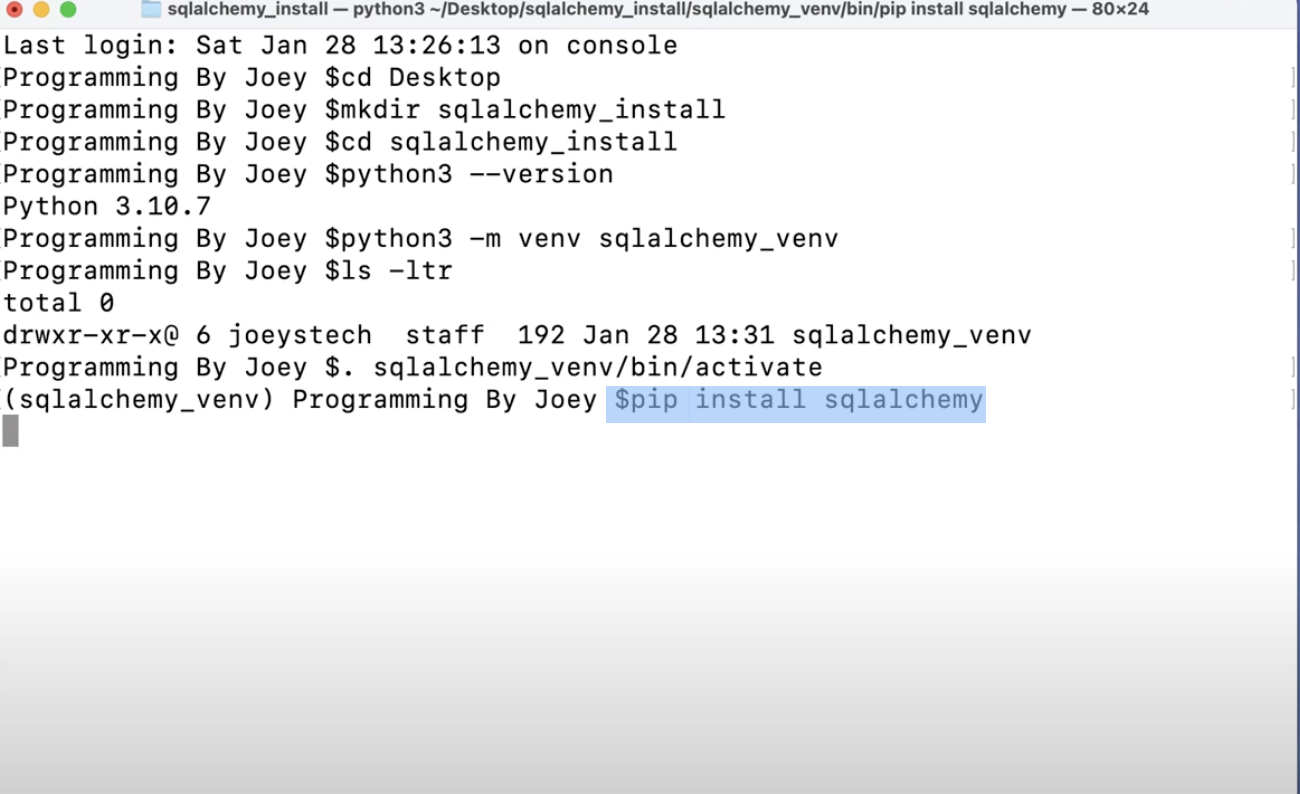 sqlalchemy_install — python3 ~/Desktop/sqlalchemy_install/sqlalchemy_venv/bin/pip install sqlalchemy — 80×24
Last login: Sat Jan 28 13:26:13 on console
[Programming By Joey $cd Desktop ]
[Programming By Joey $mkdir sqlalchemy_install ]
[Programming By Joey $cd sqlalchemy_install ]
[Programming By Joey $python3 --version ]
Python 3.10.7
[Programming By Joey $python3 -m venv sqlalchemy_venv ]
[Programming By Joey $ls -ltr ]
total 0
drwxr-xr-x@ 6 joeystech  staff  192 Jan 28 13:31 sqlalchemy_venv
[Programming By Joey $. sqlalchemy_venv/bin/activate ]
[(sqlalchemy_venv) Programming By Joey $pip install sqlalchemy ]